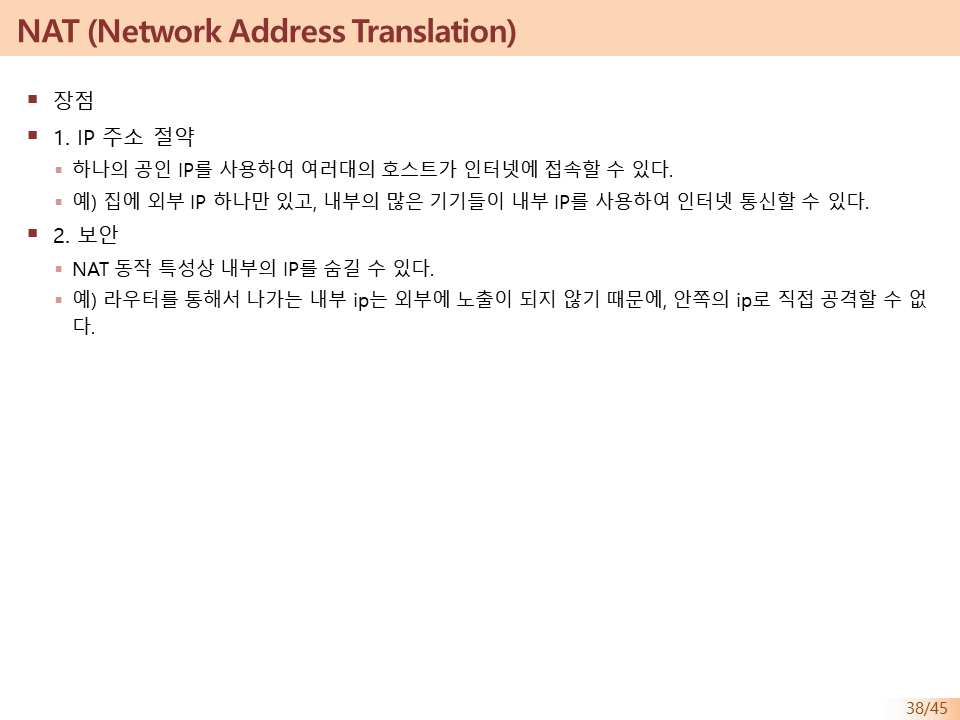 NAT (Network Address Translation)
장점
1. IP 주소 절약
하나의 공인 IP를 사용하여 여러대의 호스트가 인터넷에 접속할 수 있다.
예) 집에 외부 IP 하나만 있고, 내부의 많은 기기들이 내부 IP를 사용하여 인터넷 통신할 수 있다.
2. 보안
NAT 동작 특성상 내부의 IP를 숨길 수 있다.
예) 라우터를 통해서 나가는 내부 ip는 외부에 노출이 되지 않기 때문에, 안쪽의 ip로 직접 공격할 수 없
다.
38/45